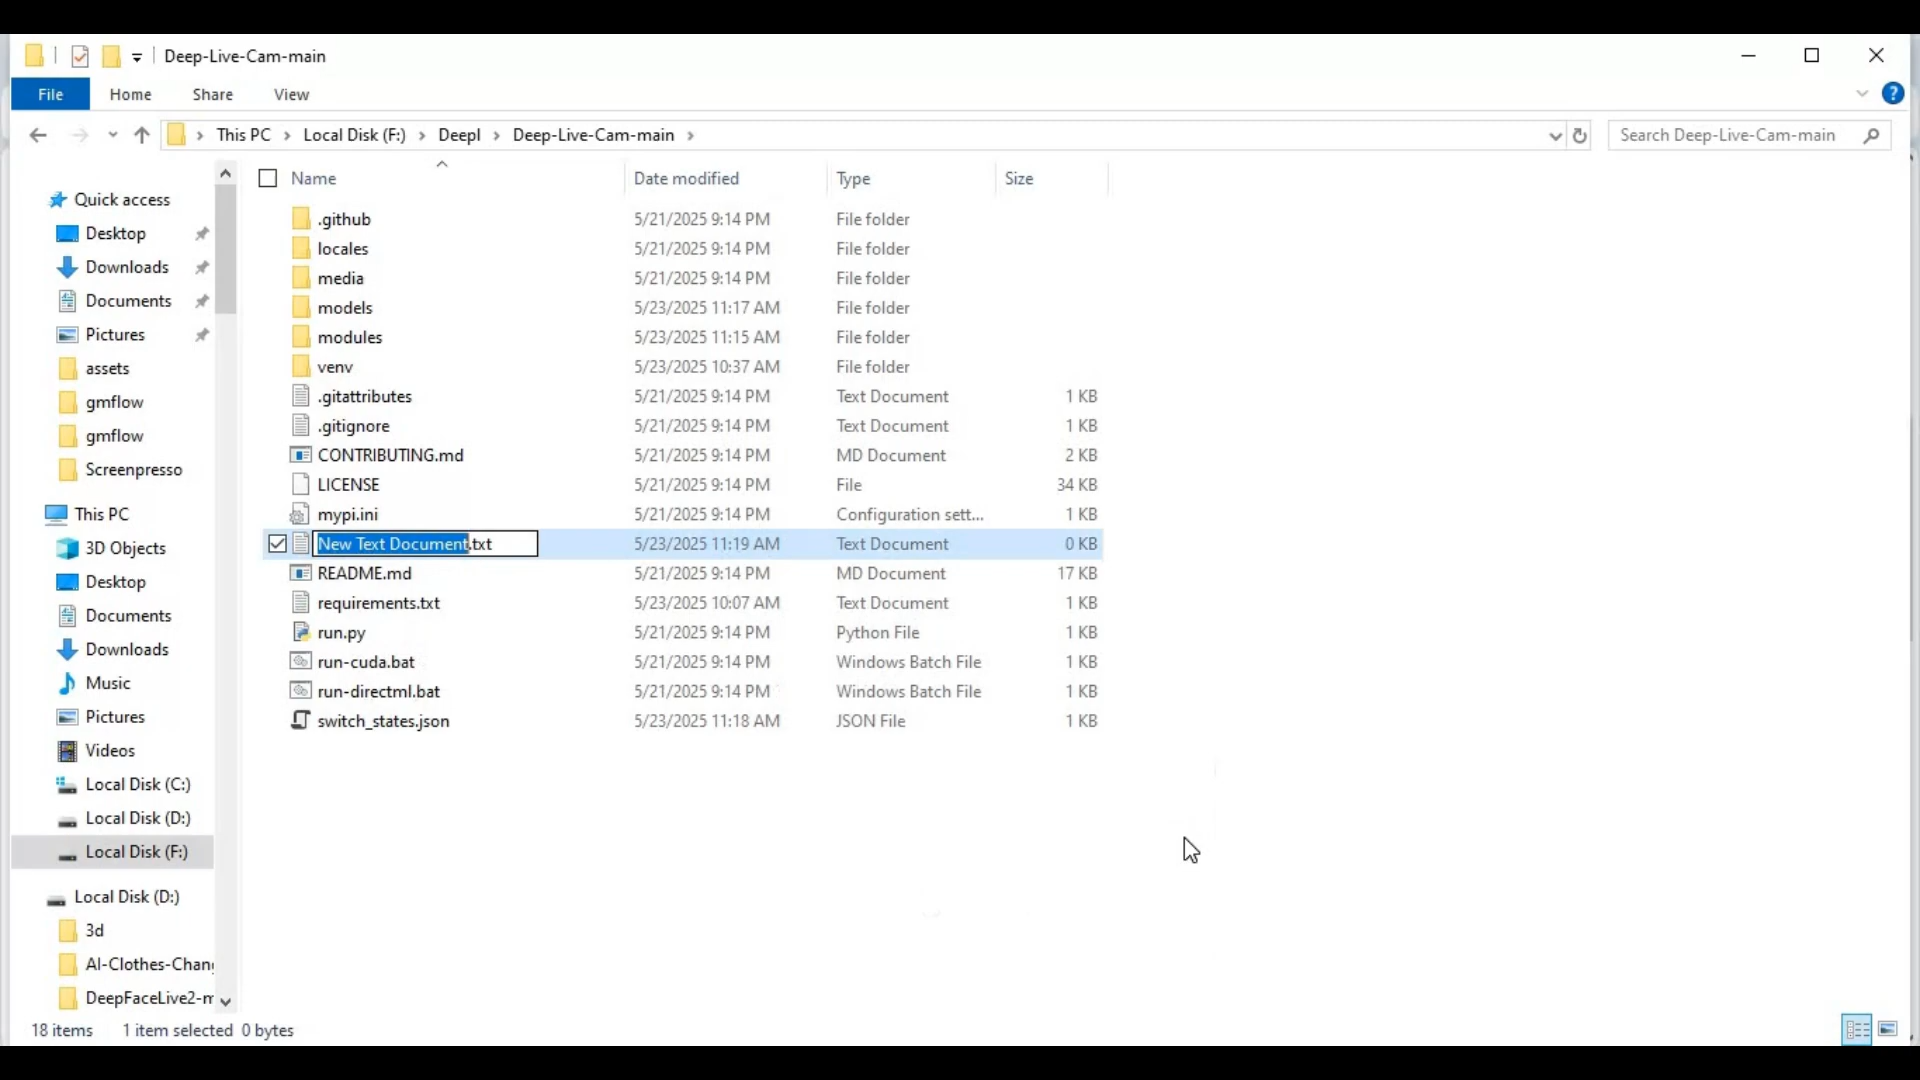 Deep-Live-Cam-main
File Home Share View
This PC Local Disk (F:) Deepl Deep-Live-Cam-main
Search Deep-Live-Cam-main
Quick access
Desktop
Downloads
Documents
Pictures
assets
gmflow
gmflow
Screenpresso
This PC
3D Objects
Desktop
Documents
Downloads
Music
Pictures
Videos
Local Disk (C:)
Local Disk (D:)
Local Disk (F:)
Local Disk (D:)
3d
AI-Clothes-Chan
DeepFaceLive2-m
Name Date modified Type Size
.github 5/21/2025 9:14 PM File folder
locales 5/21/2025 9:14 PM File folder
media 5/21/2025 9:14 PM File folder
models 5/23/2025 11:17 AM File folder
modules 5/23/2025 11:15 AM File folder
venv 5/23/2025 10:37 AM File folder
.gitattributes 5/21/2025 9:14 PM Text Document 1 KB
.gitignore 5/21/2025 9:14 PM Text Document 1 KB
CONTRIBUTING.md 5/21/2025 9:14 PM MD Document 2 KB
LICENSE 5/21/2025 9:14 PM File 34 KB
mypi.ini 5/21/2025 9:14 PM Configuration sett... 1 KB
New Text Document.txt 5/23/2025 11:19 AM Text Document 0 KB
README.md 5/21/2025 9:14 PM MD Document 17 KB
requirements.txt 5/23/2025 10:07 AM Text Document 1 KB
run.py 5/21/2025 9:14 PM Python File 1 KB
run-cuda.bat 5/21/2025 9:14 PM Windows Batch File 1 KB
run-directml.bat 5/21/2025 9:14 PM Windows Batch File 1 KB
switch_states.json 5/23/2025 11:18 AM JSON File 1 KB
18 items 1 item selected 0 bytes